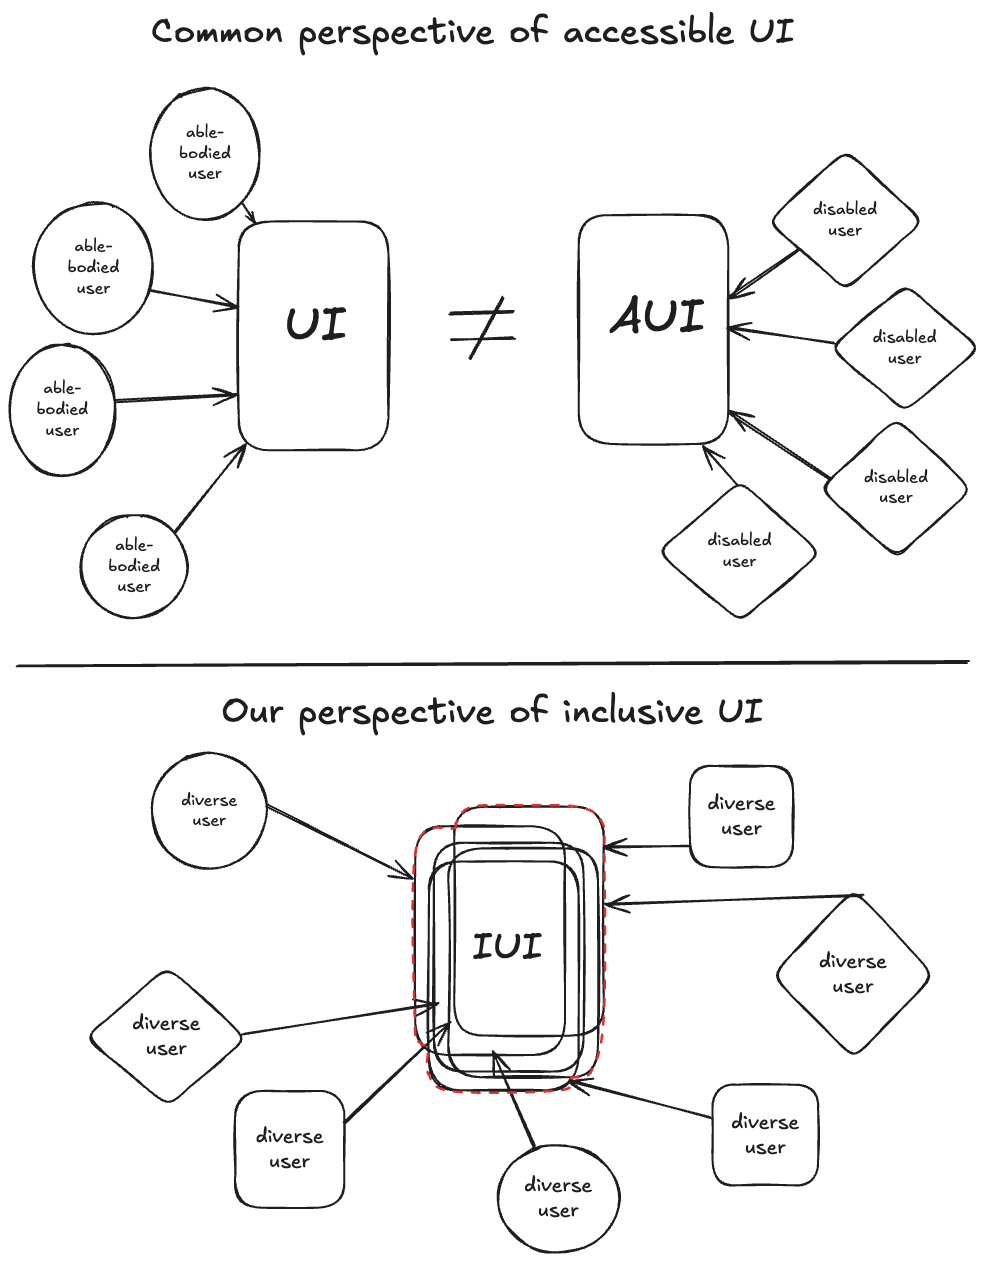 Common perspective of accessible UI
able-
bodied
user
able-
bodied
user
able-
bodied
user
able-
bodied
user
UI
≠
AUI
disabled
user
disabled
user
disabled
user
disabled
user
Our perspective of inclusive UI
diverse
user
diverse
user
IUI
diverse
user
diverse
user
diverse
user
diverse
user
diverse
user